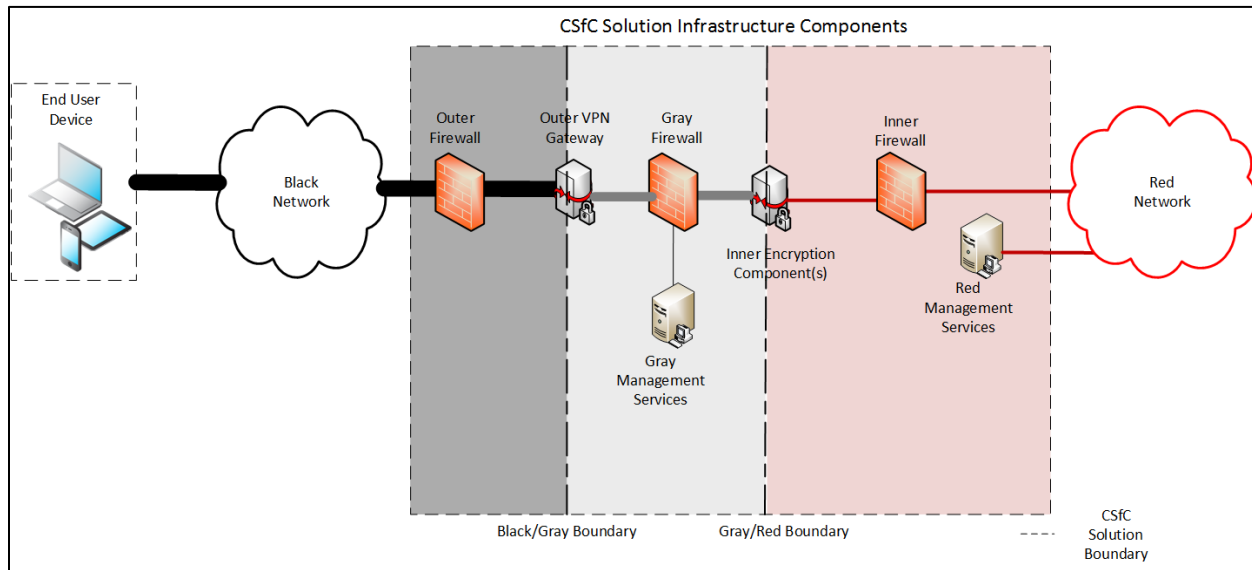 CSfC Solution Infrastructure Components
End User
Device
Black
Network
Outer
Firewall
Outer VPN
Gateway
Gray
Firewall
Gray
Management
Services
Inner Encryption
Component(s)
Inner
Firewall
Red
Management
Services
Red
Network
Black/Gray Boundary
Gray/Red Boundary
CSfC
Solution
Boundary